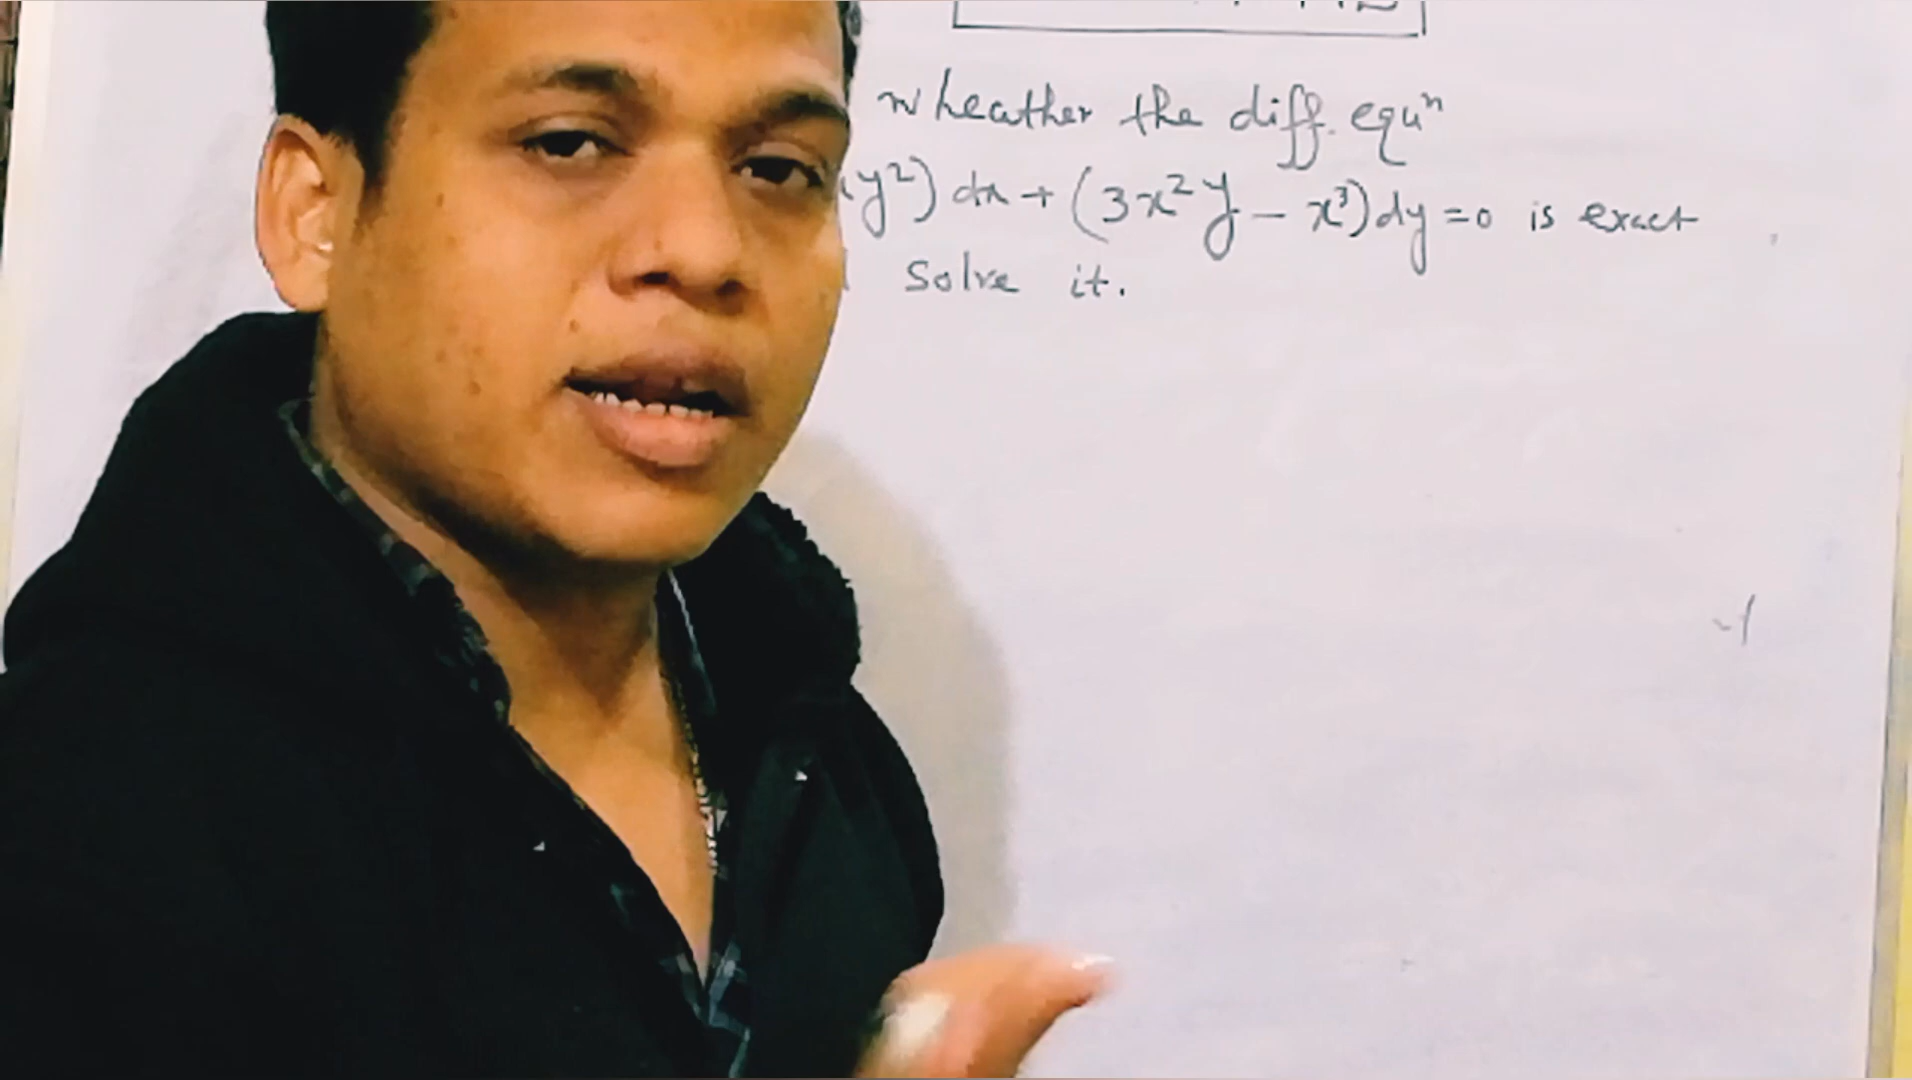 wheather the diff. equⁿ
y²) dx + (3x²y - x³)dy = 0 is exact
solve it.